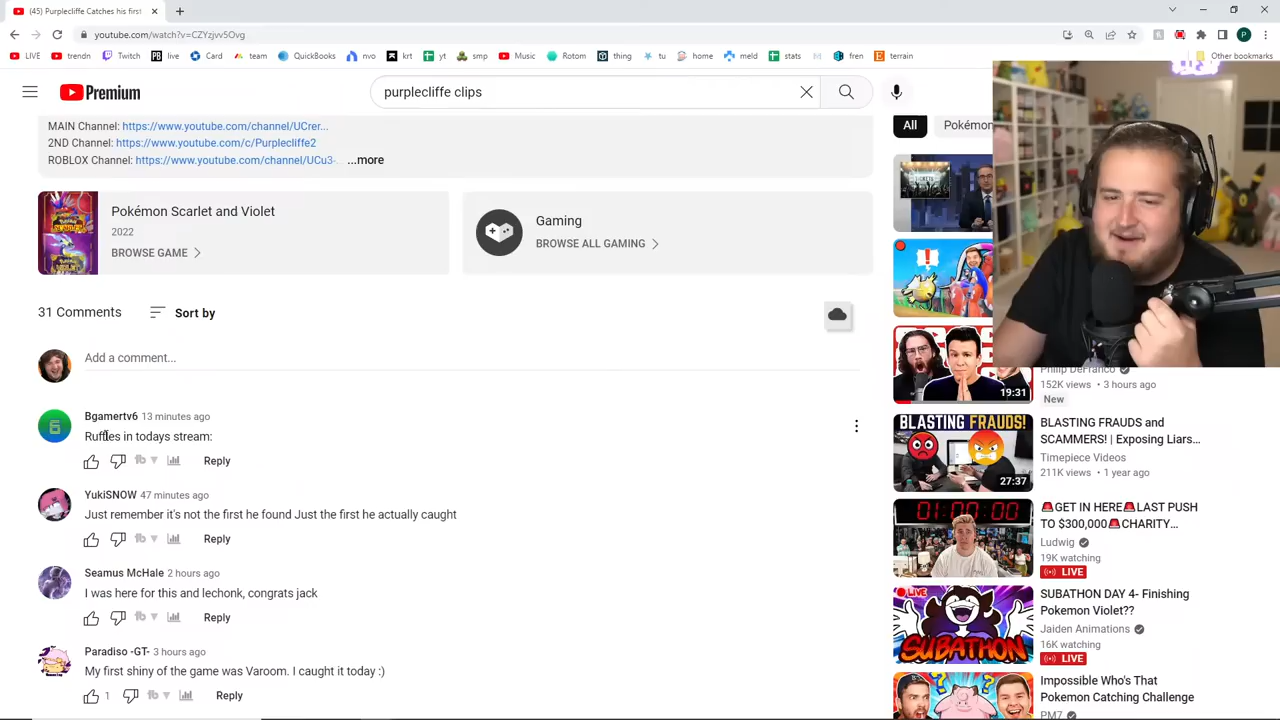 (45) Purplecliffe Catches his first
youtube.com/watch?v=CZYzjvv5Ovg
LIVE trendn Twitch live Card team QuickBooks nvo krt yt smp Music Rotom thing tu home meld stats im fren terrain Other bookmarks
Premium
purplecliffe clips
MAIN Channel: https://www.youtube.com/channel/UCrer...
2ND Channel: https://www.youtube.com/c/Purplecliffe2
ROBLOX Channel: https://www.youtube.com/channel/UCu3- ...more
All Pokémon
Pokémon Scarlet and Violet
2022
BROWSE GAME
Gaming
BROWSE ALL GAMING
31 Comments Sort by
Add a comment...
Bgamertv6 13 minutes ago
Ruffles in todays stream:
Reply
YukiSNOW 47 minutes ago
Just remember it's not the first he found Just the first he actually caught
Reply
Seamus McHale 2 hours ago
I was here for this and lechonk, congrats jack
Reply
Paradiso -GT- 3 hours ago
My first shiny of the game was Varoom. I caught it today :)
1 Reply
19:31
Philip DeFranco
152K views • 3 hours ago
New
BLASTING FRAUDS!
27:37
BLASTING FRAUDS and
SCAMMERS! | Exposing Liars...
Timepiece Videos
211K views • 1 year ago
01:00:00
🚨GET IN HERE🚨LAST PUSH
TO $300,000🚨CHARITY...
Ludwig
19K watching
LIVE
LIVE
SUBATHON
SUBATHON DAY 4- Finishing
Pokemon Violet??
Jaiden Animations
16K watching
LIVE
Impossible Who's That
Pokemon Catching Challenge
PM7